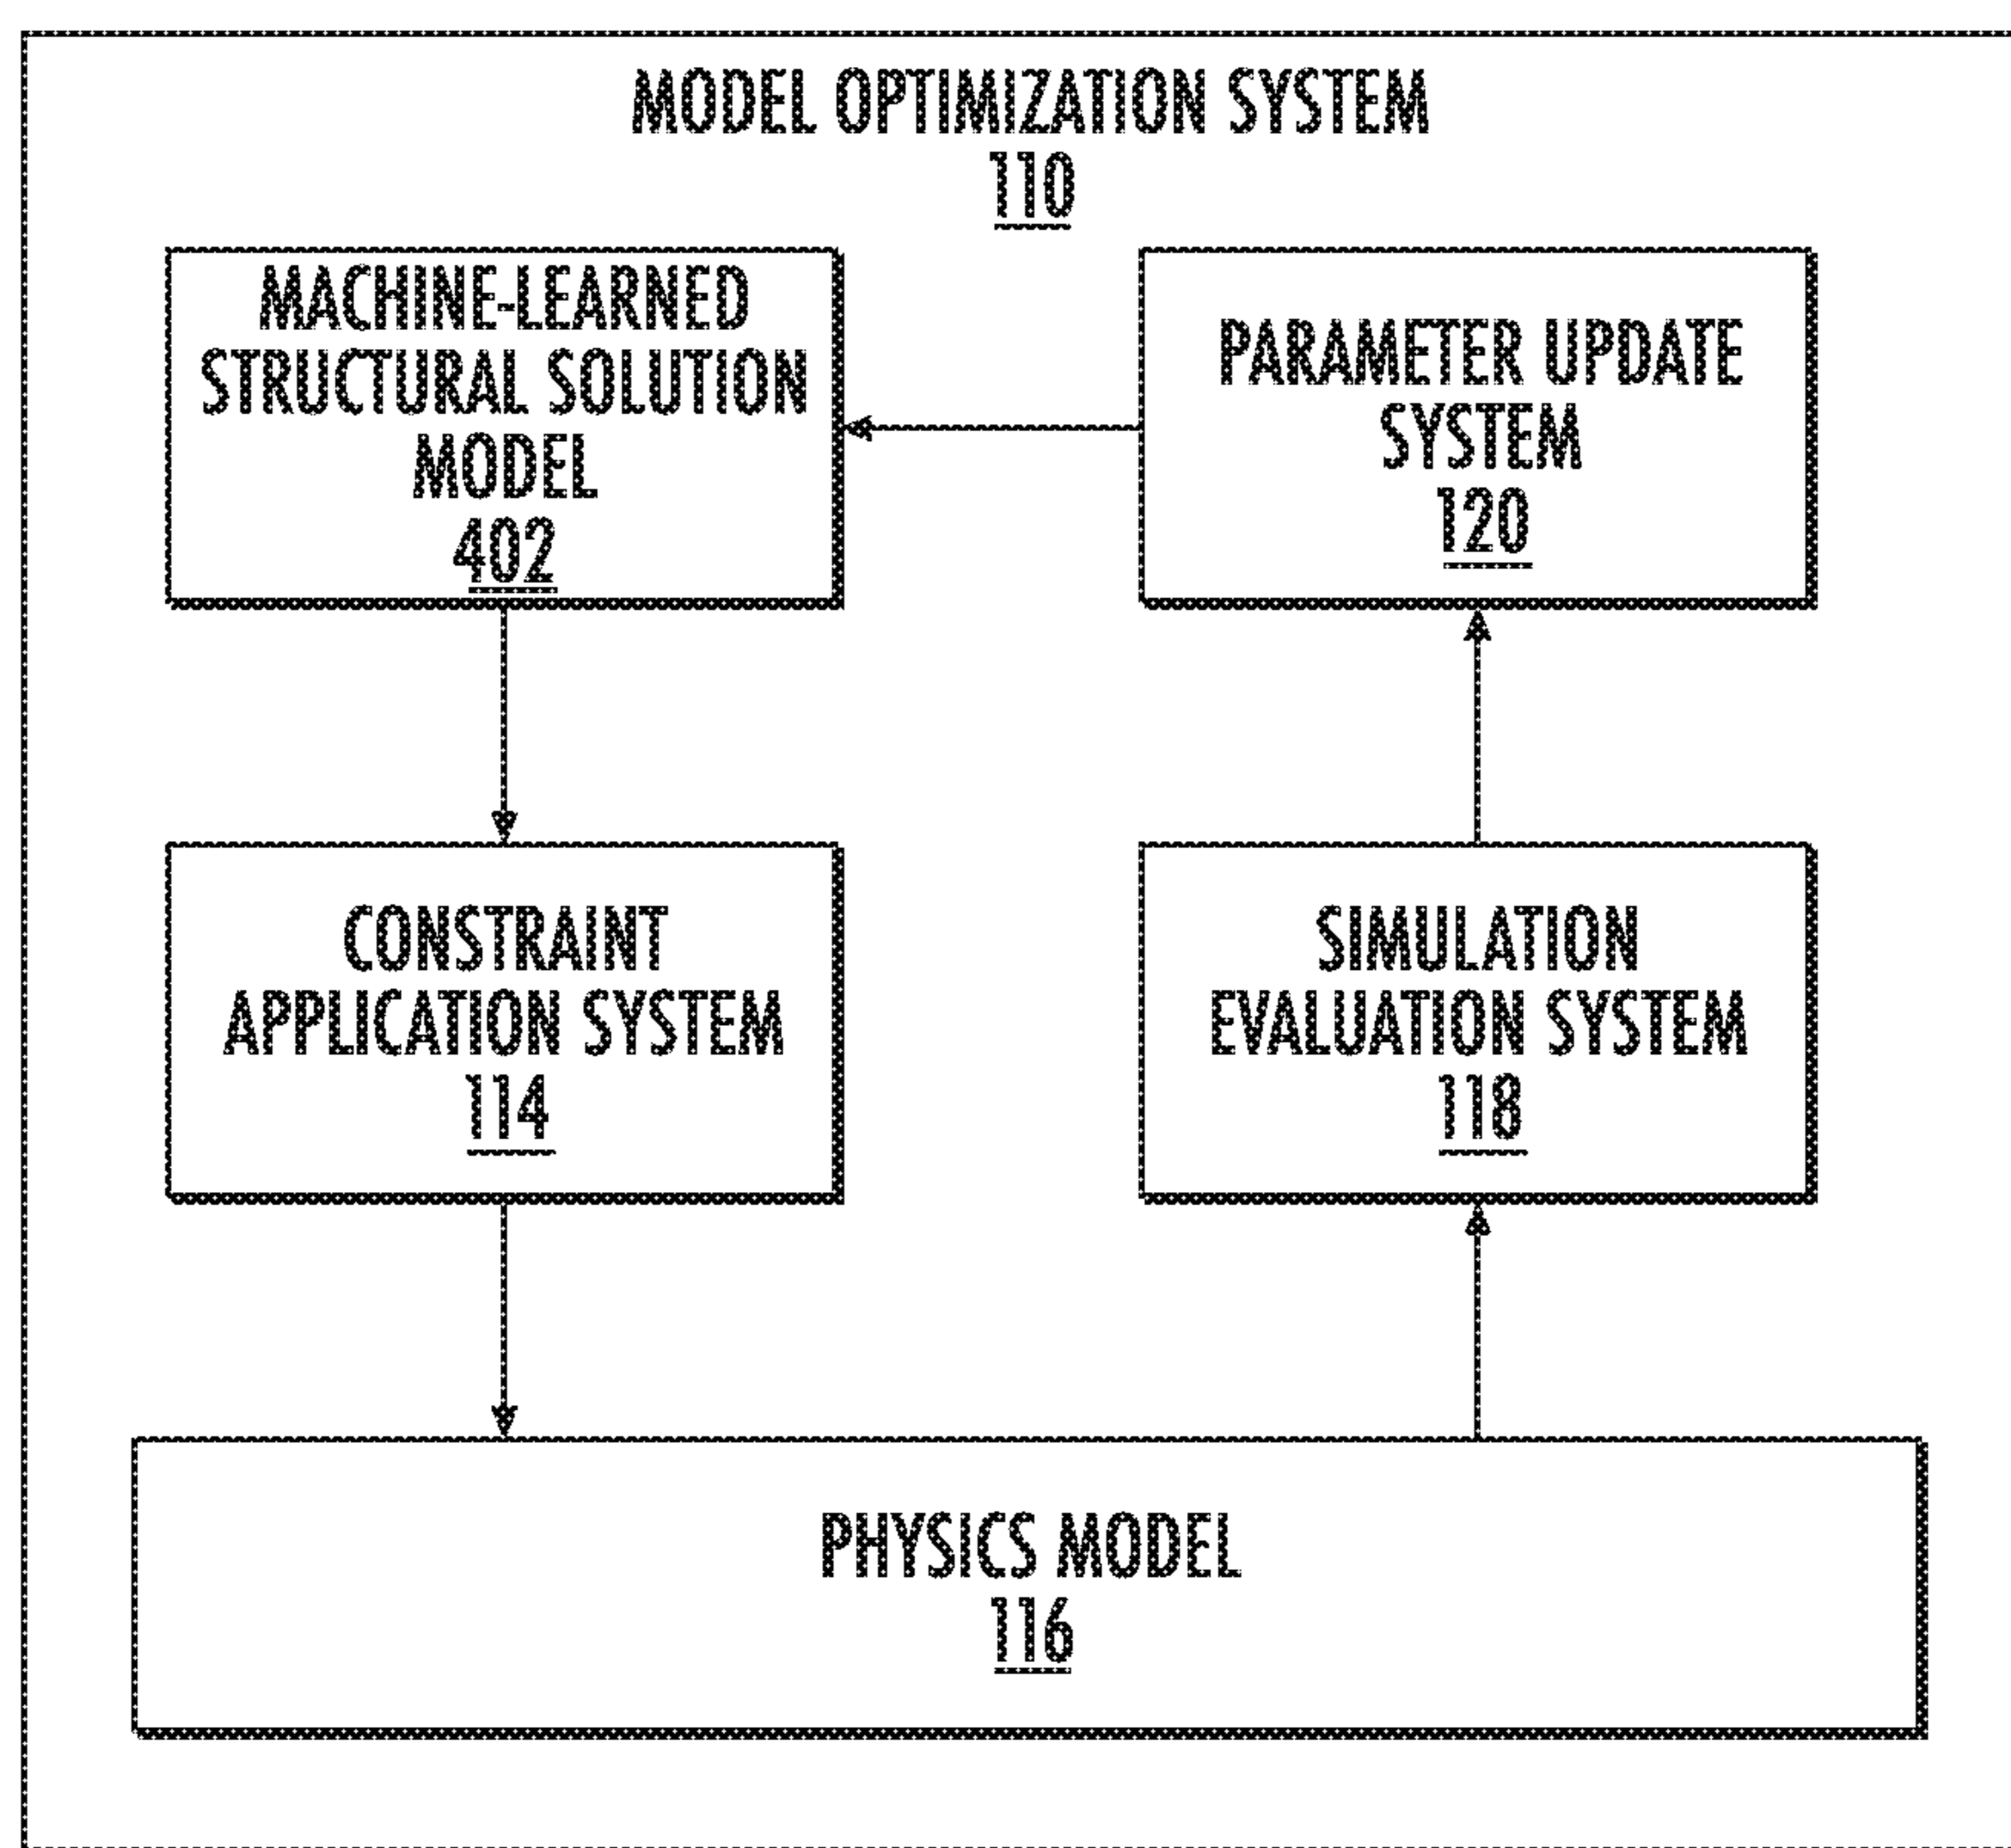 MODEL OPTIMIZATION SYSTEM
110
MACHINE-LEARNED
STRUCTURAL SOLUTION
MODEL
402
PARAMETER UPDATE
SYSTEM
120
CONSTRAINT
APPLICATION SYSTEM
114
SIMULATION
EVALUATION SYSTEM
118
PHYSICS MODEL
116